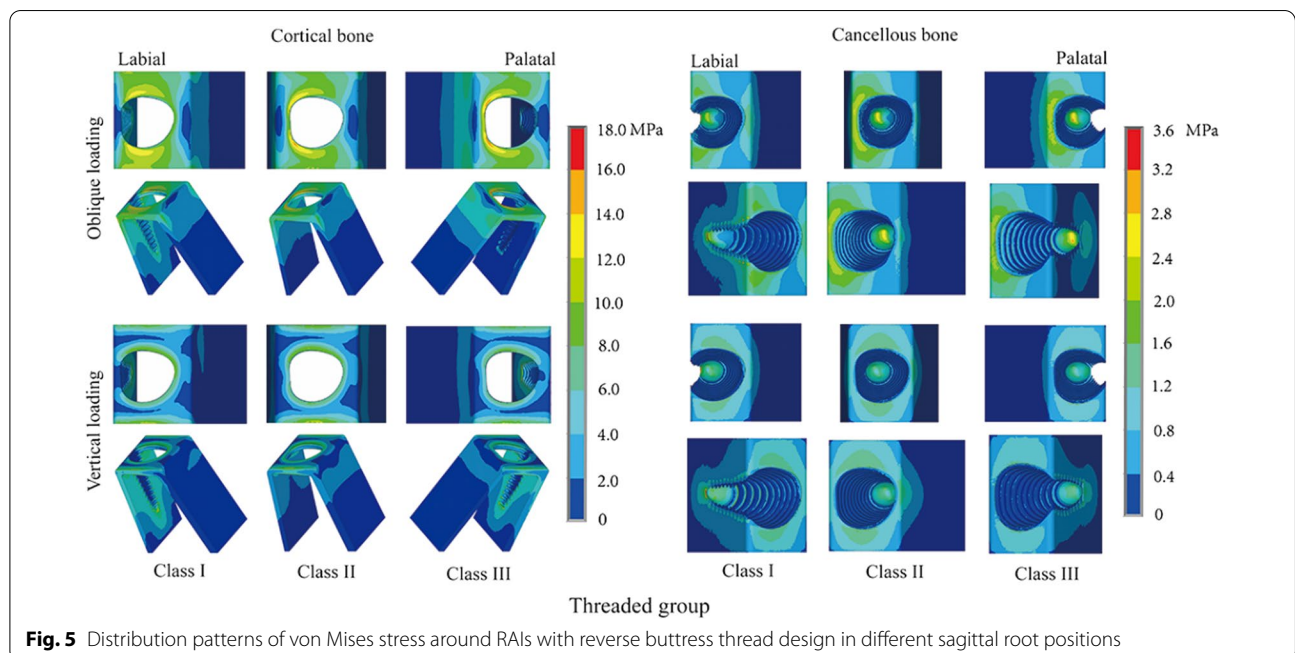 Cortical bone
Cancellous bone
Labial
Palatal
Labial
Palatal
Oblique loading
Vertical loading
18.0 MPa
16.0
14.0
12.0
10.0
8.0
6.0
4.0
2.0
0
3.6 MPa
3.2
2.8
2.4
2.0
1.6
1.2
0.8
0.4
0
Class I
Class II
Class III
Class I
Class II
Class III
Threaded group
Fig. 5 Distribution patterns of von Mises stress around RAIs with reverse buttress thread design in different sagittal root positions